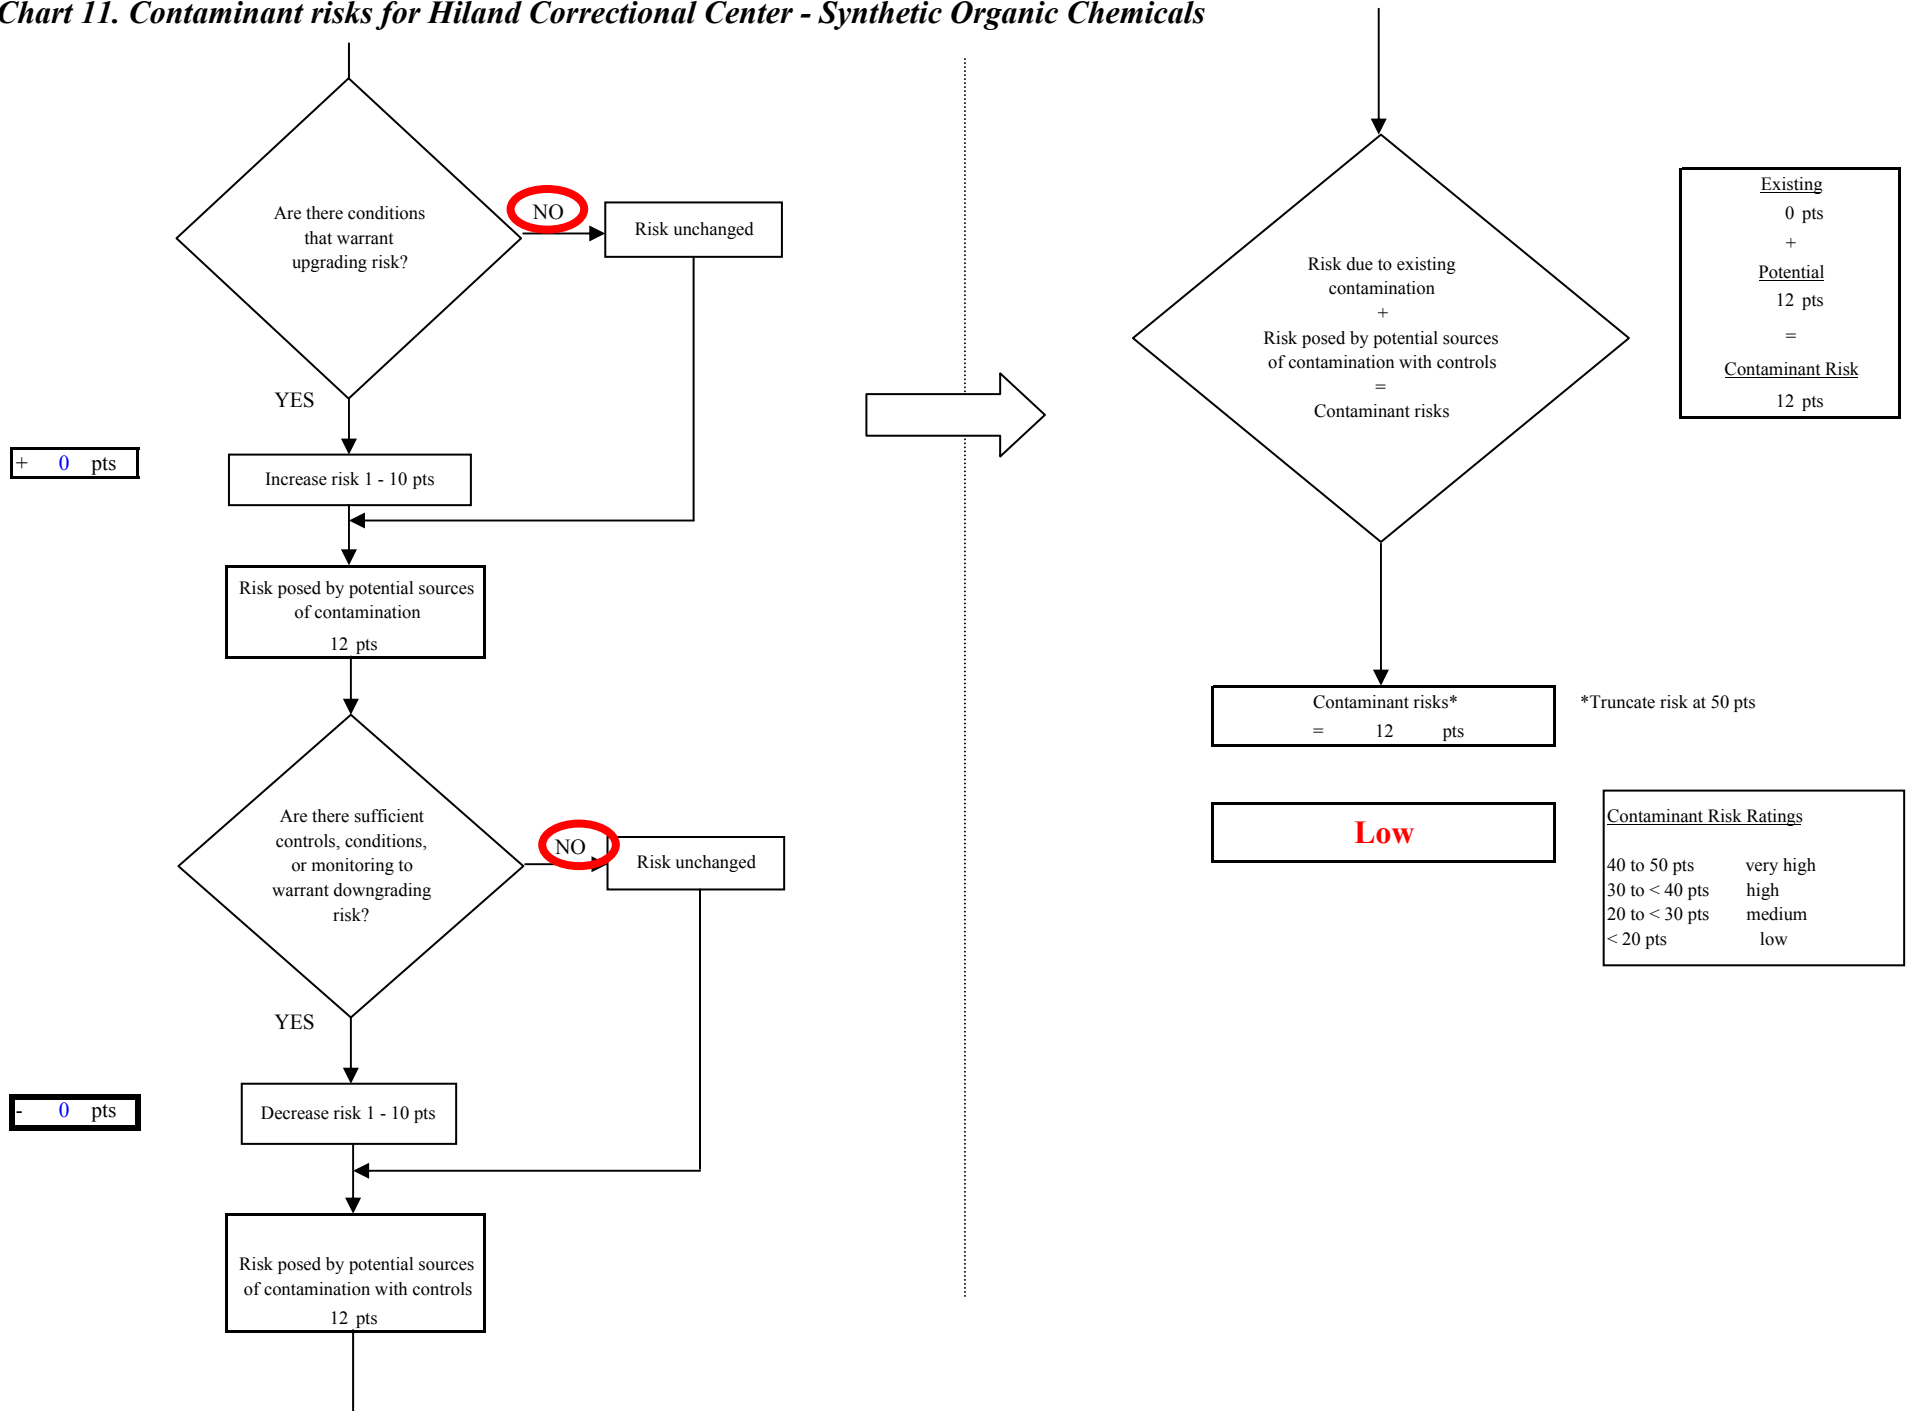 Chart 11. Contaminant risks for Hiland Correctional Center - Synthetic Organic Chemicals
Are there conditions
that warrant
upgrading risk?
NO
Risk unchanged
YES
+ 0 pts
Increase risk 1 - 10 pts
Risk posed by potential sources
of contamination
12 pts
Are there sufficient
controls, conditions,
or monitoring to
warrant downgrading
risk?
NO
Risk unchanged
YES
- 0 pts
Decrease risk 1 - 10 pts
Risk posed by potential sources
of contamination with controls
12 pts
Risk due to existing
contamination
+
Risk posed by potential sources
of contamination with controls
=
Contaminant risks
Existing
0 pts
+
Potential
12 pts
=
Contaminant Risk
12 pts
Contaminant risks*
= 12 pts
*Truncate risk at 50 pts
Low
Contaminant Risk Ratings
40 to 50 pts very high
30 to < 40 pts high
20 to < 30 pts medium
< 20 pts low